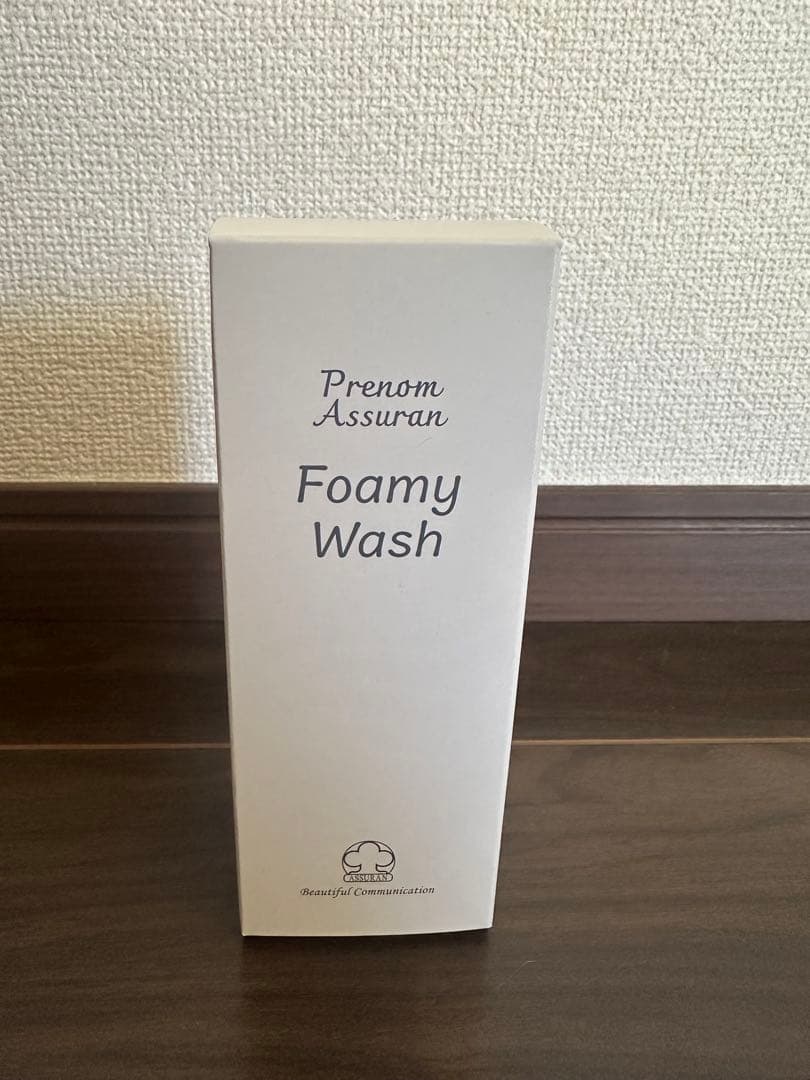 Prenom
Assuran
Foamy
Wash
ASSURAN
Beautiful Communication